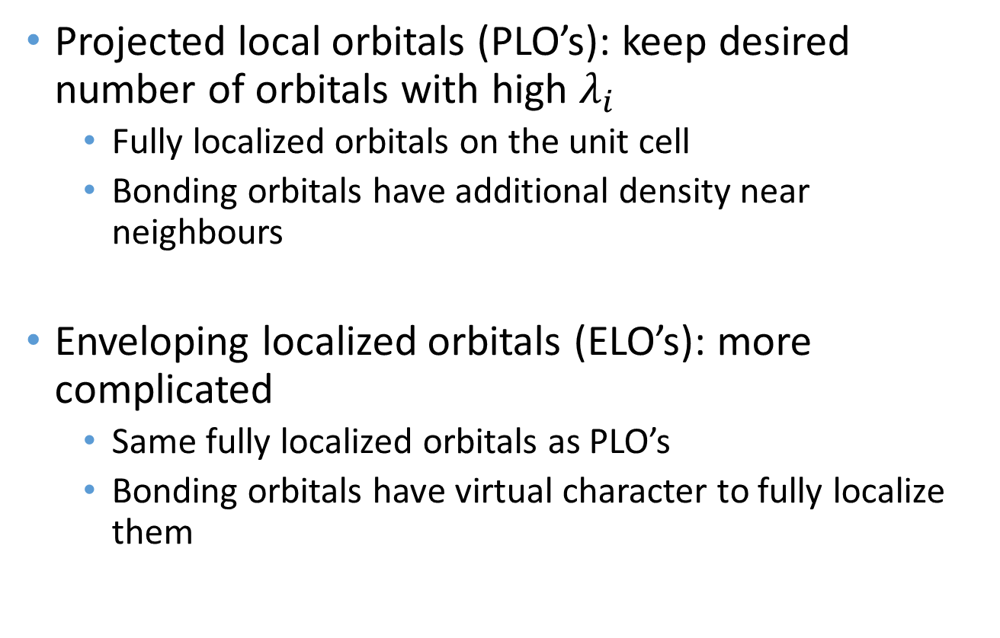 • Projected local orbitals (PLO’s): keep desired
number of orbitals with high λᵢ
• Fully localized orbitals on the unit cell
• Bonding orbitals have additional density near
neighbours
• Enveloping localized orbitals (ELO’s): more
complicated
• Same fully localized orbitals as PLO’s
• Bonding orbitals have virtual character to fully localize
them